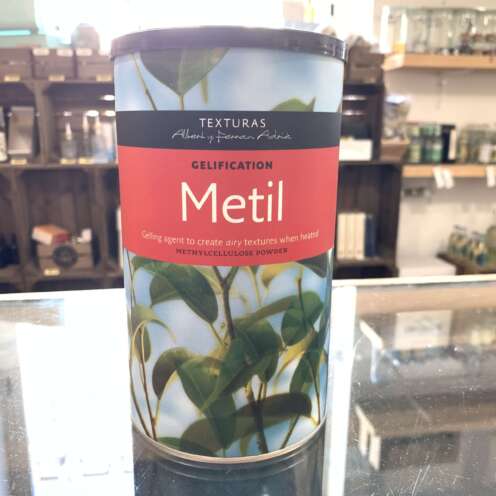 TEXTURAS
Albert y Ferran Adrià
GELIFICATION
Metil
Gelling agent to create airy textures when heated
METHYLCELLULOSE POWDER